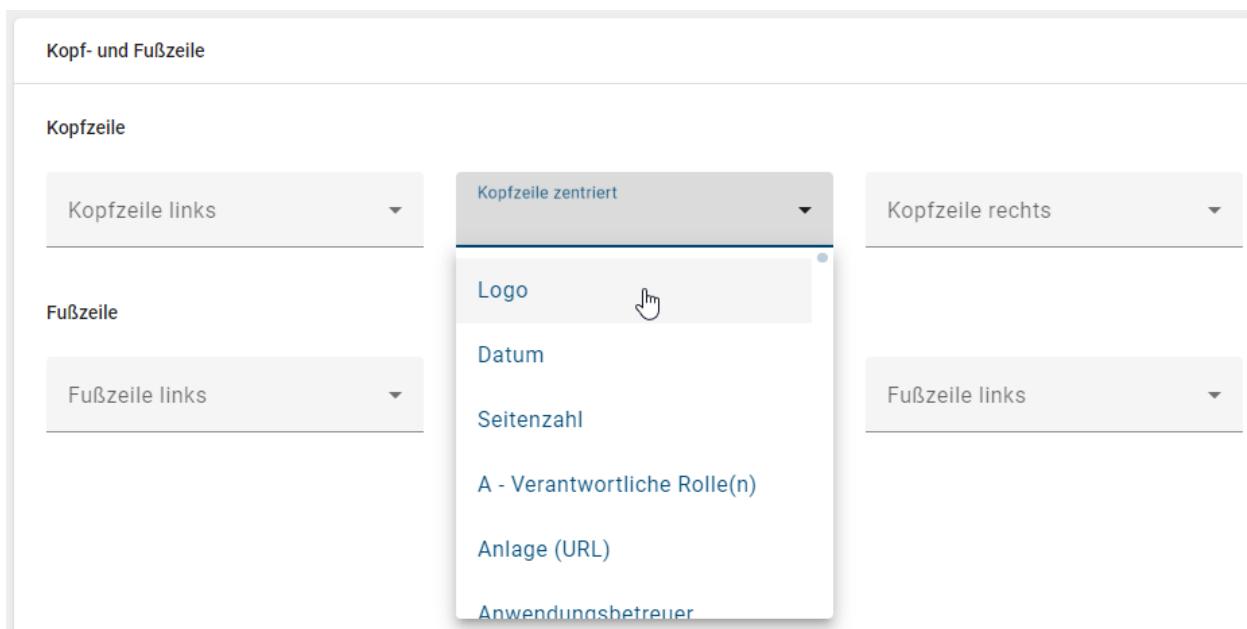 Kopf- und Fußzeile
Kopfzeile
Kopfzeile links
Kopfzeile zentriert
Kopfzeile rechts
Logo
Datum
Seitenzahl
A - Verantwortliche Rolle(n)
Anlage (URL)
Anwendungsbetreuer
Fußzeile
Fußzeile links
Fußzeile links